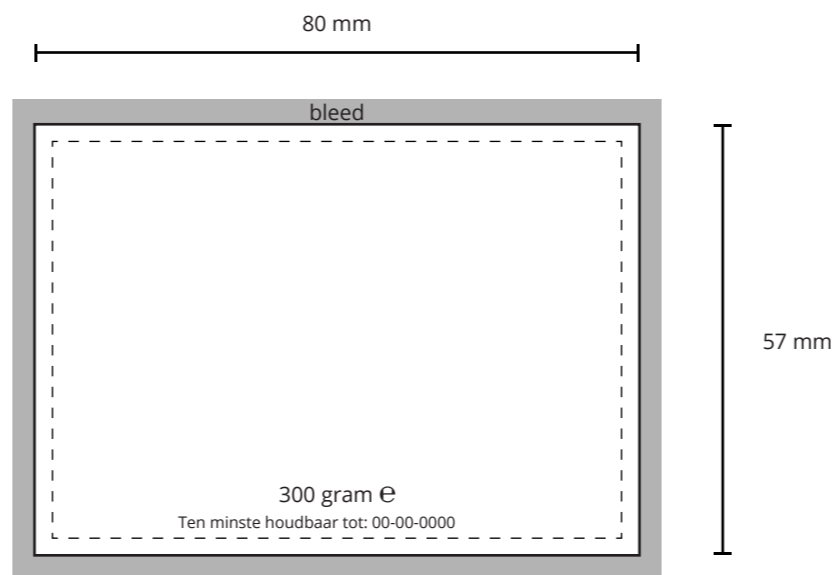 80 mm
bleed
57 mm
300 gram ℮
Ten minste houdbaar tot: 00-00-0000